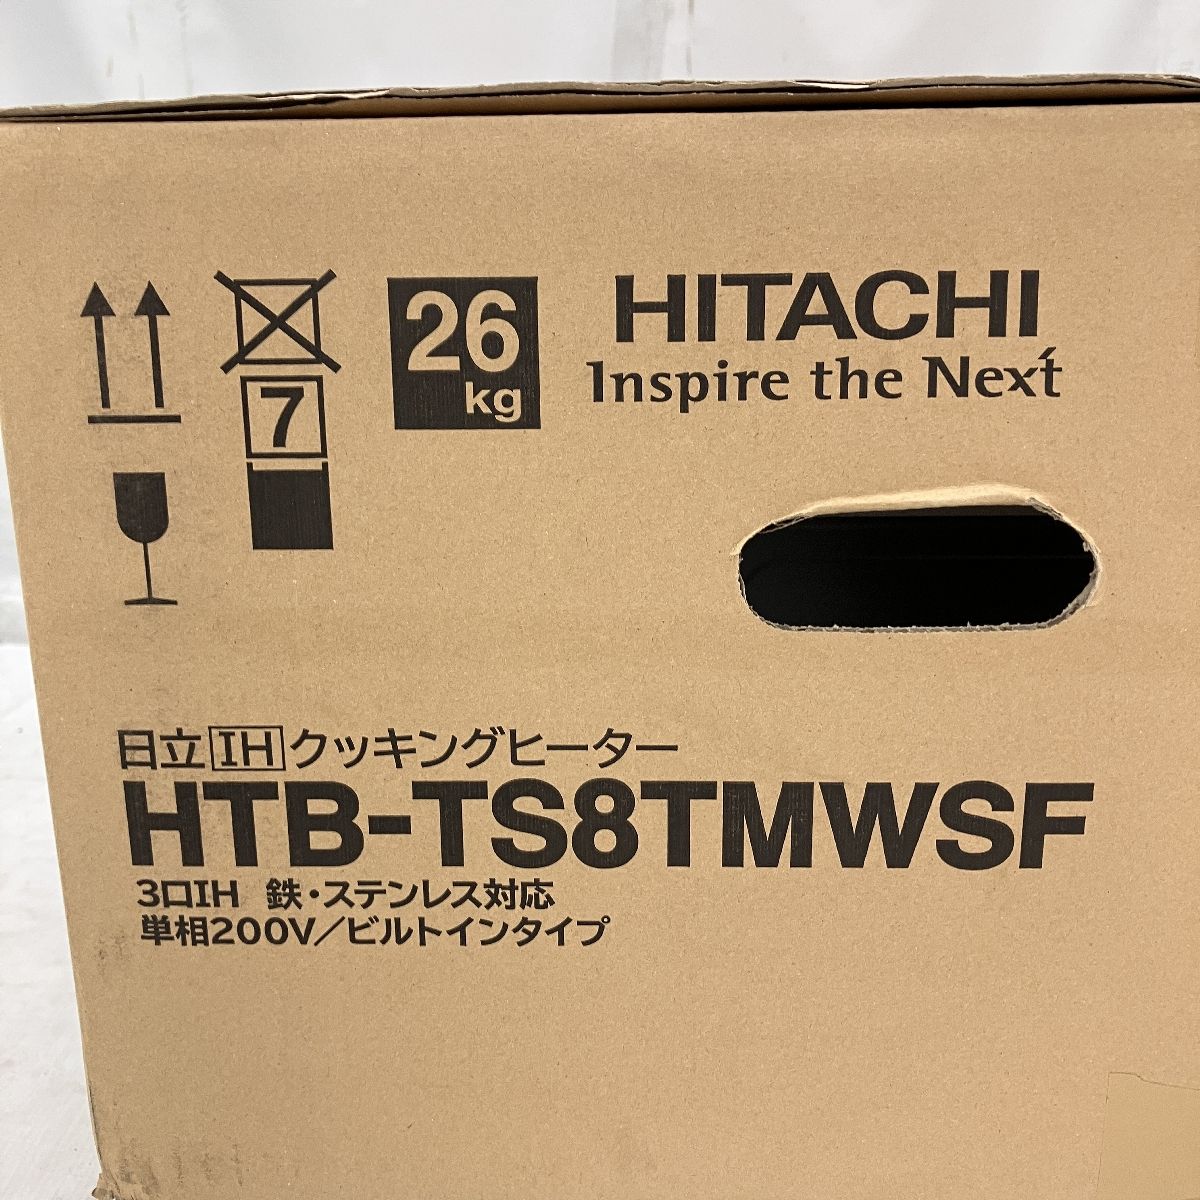 7
26
kg
HITACHI
Inspire the Next
日立IHクッキングヒーター
HTB-TS8TMWSF
3口IH 鉄・ステンレス対応
単相200V/ビルトインタイプ